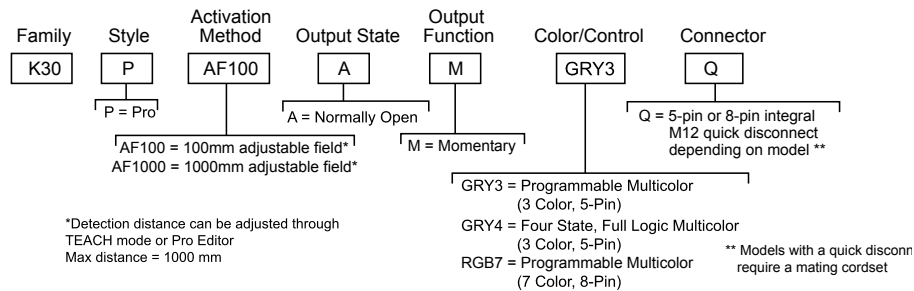 Family
Style
Activation
Method
Output State
Output
Function
Color/Control
Connector
K30
P
AF100
A
M
GRY3
Q
P = Pro
A = Normally Open
Q = 5-pin or 8-pin integral
M12 quick disconnect
depending on model **
AF100 = 100mm adjustable field*
AF1000 = 1000mm adjustable field*
M = Momentary
GRY3 = Programmable Multicolor
(3 Color, 5-Pin)
GRY4 = Four State, Full Logic Multicolor
(3 Color, 5-Pin)
RGB7 = Programmable Multicolor
(7 Color, 8-Pin)
*Detection distance can be adjusted through
TEACH mode or Pro Editor
Max distance = 1000 mm
** Models with a quick disconn
require a mating cordset